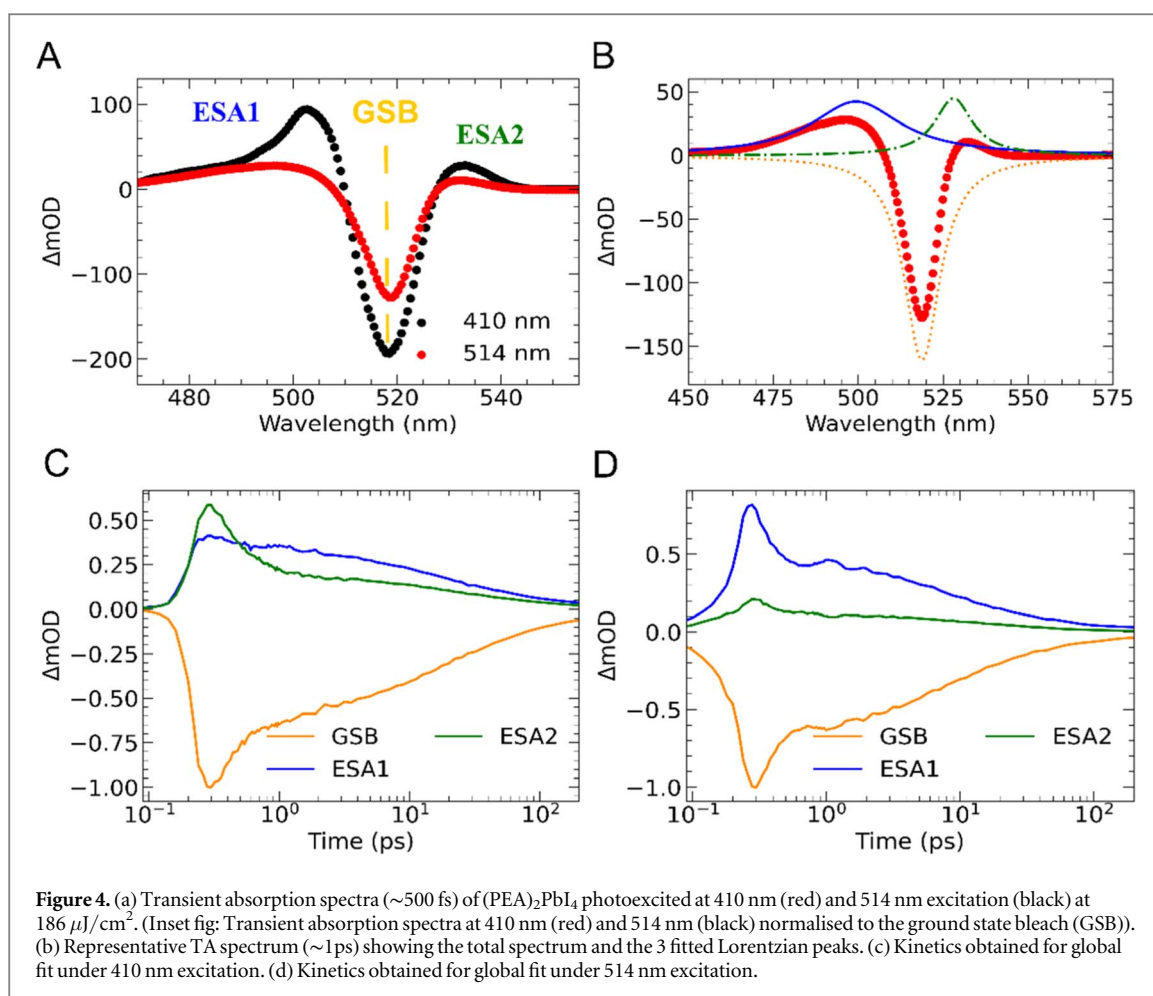 A
B
ESA1
GSB
ESA2
100
0
−100
−200
ΔmOD
410 nm
514 nm
480
500
520
540
Wavelength (nm)
50
0
−50
−100
−150
ΔmOD
450
475
500
525
550
575
Wavelength (nm)
C
D
0.50
0.25
0.00
−0.25
−0.50
−0.75
−1.00
ΔmOD
GSB
ESA2
ESA1
10⁻¹
10⁰
10¹
10²
Time (ps)
0.5
0.0
−0.5
−1.0
ΔmOD
GSB
ESA2
ESA1
10⁻¹
10⁰
10¹
10²
Time (ps)
Figure 4. (a) Transient absorption spectra (~500 fs) of (PEA)₂PbI₄ photoexcited at 410 nm (red) and 514 nm excitation (black) at
186 μJ/cm². (Inset fig: Transient absorption spectra at 410 nm (red) and 514 nm (black) normalised to the ground state bleach (GSB)).
(b) Representative TA spectrum (~1ps) showing the total spectrum and the 3 fitted Lorentzian peaks. (c) Kinetics obtained for global
fit under 410 nm excitation. (d) Kinetics obtained for global fit under 514 nm excitation.